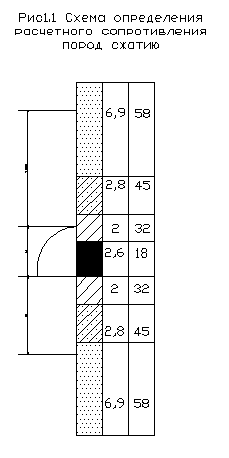 Рис1.1 Схема определения
расчетного сопротивления
пород сжатию
6,9 58
2,8 45
2 32
2,6 18
2 32
2,8 45
6,9 58